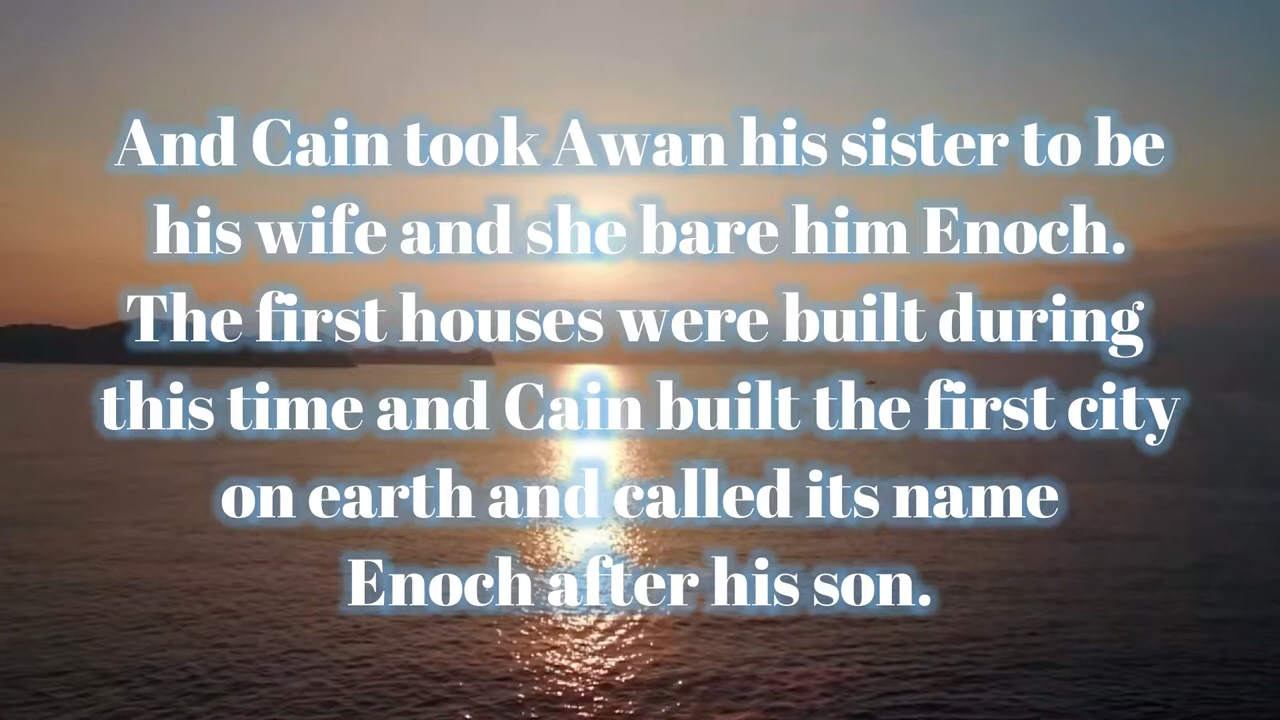 And Cain took Awan his sister to be
his wife and she bare him Enoch.
The first houses were built during
this time and Cain built the first city
on earth and called its name
Enoch after his son.